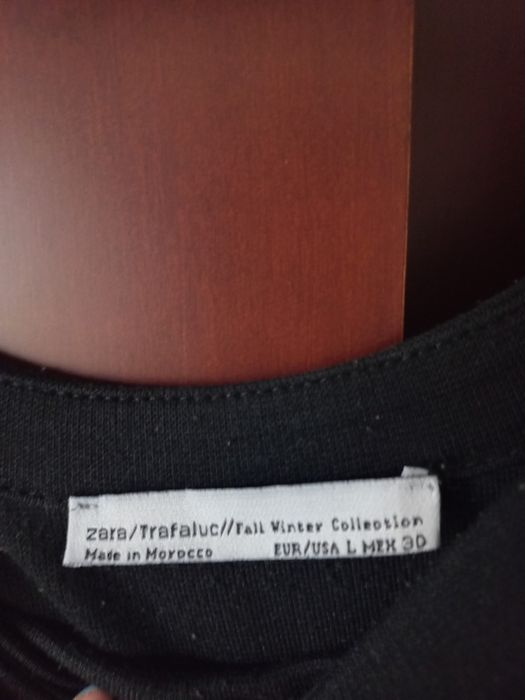 zara/Trafaluc//Fall Winter Collection
Made in Morocco EUR/USA L MEX 30